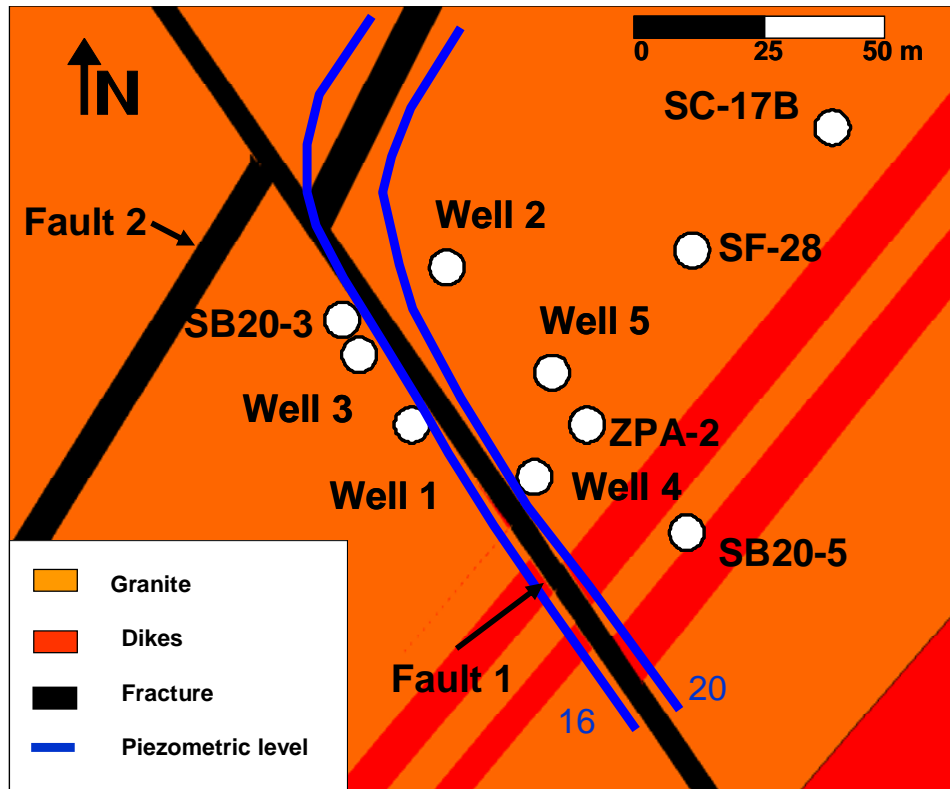 N
0 25 50 m
SC-17B
Well 2
Fault 2
SF-28
SB20-3
Well 5
Well 3
ZPA-2
Well 1
Well 4
SB20-5
Fault 1
20
16
Granite
Dikes
Fracture
Piezometric level